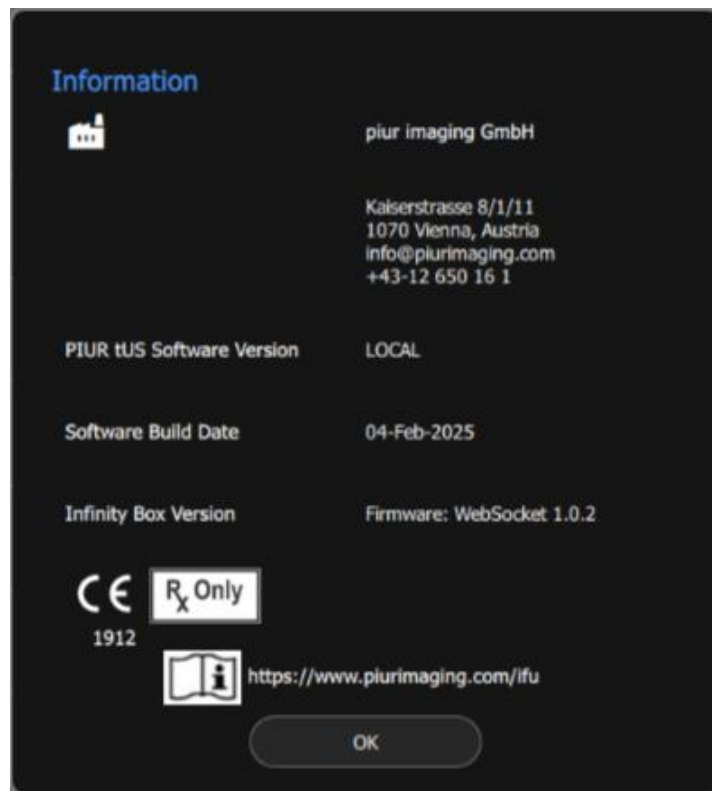 Information
piur imaging GmbH
Kaiserstrasse 8/1/11
1070 Vienna, Austria
info@piurimaging.com
+43-12 650 16 1
PIUR tUS Software Version LOCAL
Software Build Date 04-Feb-2025
Infinity Box Version Firmware: WebSocket 1.0.2
CE Rx Only
1912
i https://www.piurimaging.com/ifu
OK